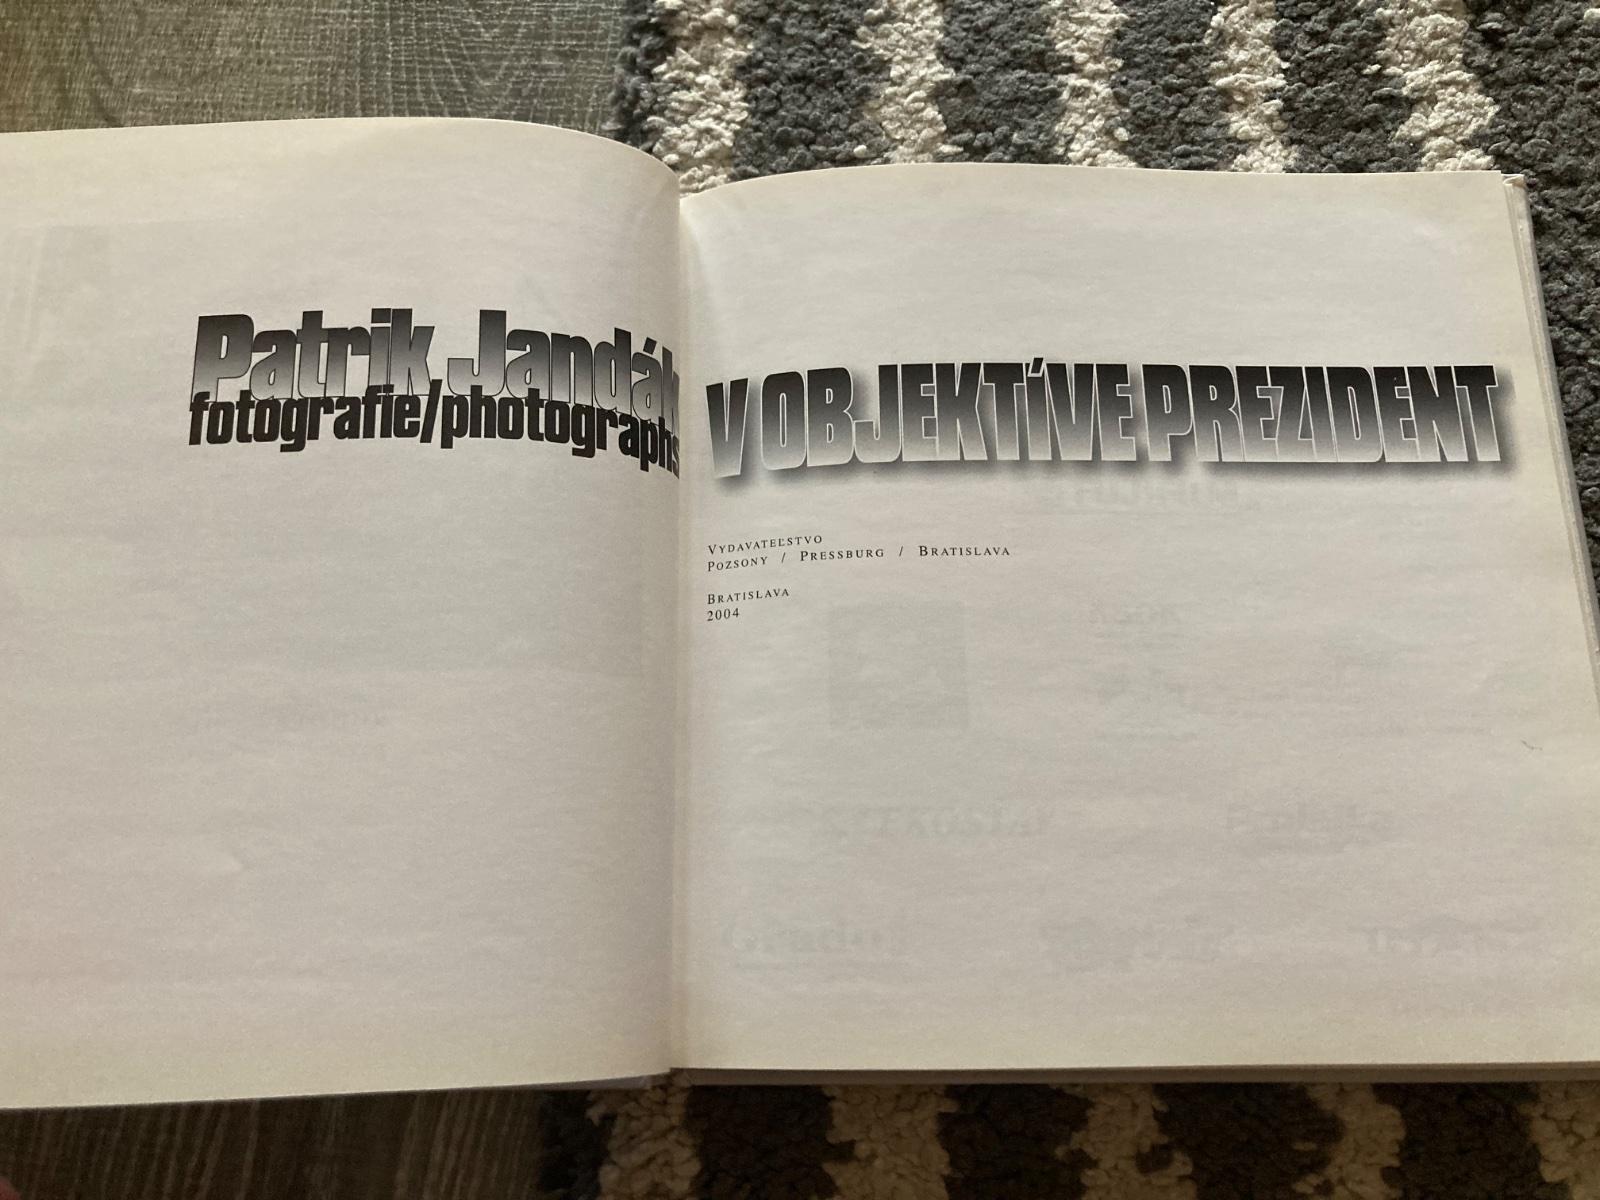 Patrik Jandák
fotografie/photographs
V OBJEKTÍVE PREZIDENT
VYDAVATEĽSTVO
POZSONY / PRESSBURG / BRATISLAVA
BRATISLAVA
2004